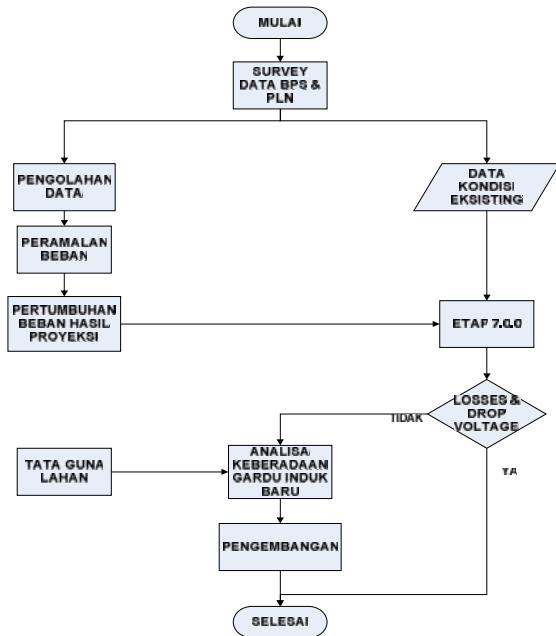 MULAI
SURVEY
DATA BPS &
PLN
PENGOLAHAN
DATA
DATA
KONDISI
EKSISTING
PERAMALAN
BEBAN
PERTUMBUHAN
BEBAN HASIL
PROYEKSI
ETAP 7.0.0
LOSSES &
DROP
VOLTAGE
TIDAK
YA
TATA GUNA
LAHAN
ANALISA
KEBERADAAN
GARDU INDUK
BARU
PENGEMBANGAN
SELESAI